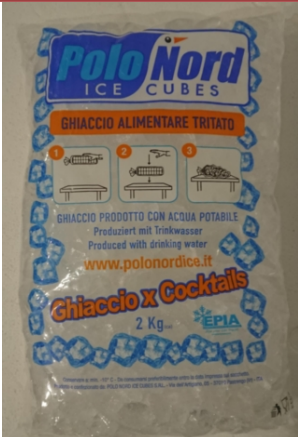 Polo Nord
ICE CUBES
GHIACCIO ALIMENTARE TRITATO
1 2 3
GHIACCIO PRODOTTO CON ACQUA POTABILE
Produziert mit Trinkwasser
Produced with drinking water
www.polonordice.it
Ghiaccio x Cocktails
2 Kg
EPIA